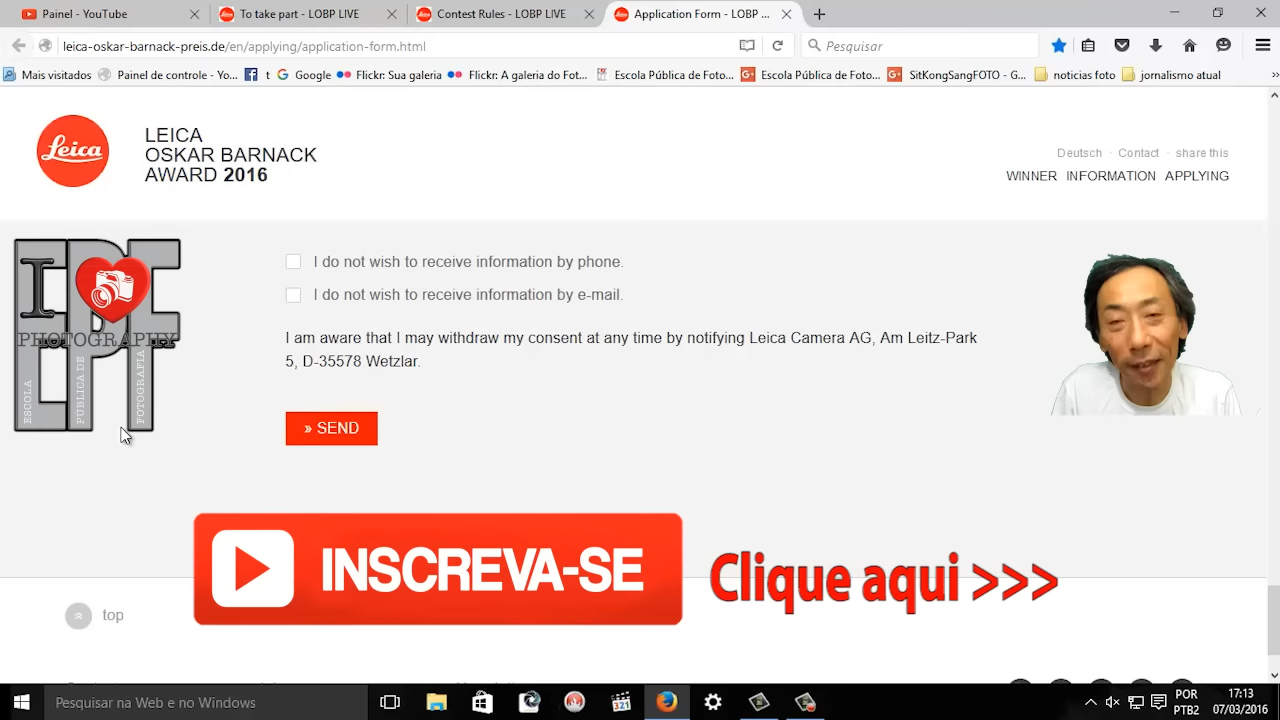 Painel - YouTube
To take part - LOBP LIVE
Contest Rules - LOBP LIVE
Application Form - LOBP ...
leica-oskar-barnack-preis.de/en/applying/application-form.html
Pesquisar
Mais visitados
Painel de controle - Yo...
t
Google
Flickr: Sua galeria
Flickr: A galeria do Fot...
Escola Pública de Foto...
Escola Pública de Foto...
SitKongSangFOTO - G...
noticias foto
jornalismo atual
Leica
LEICA
OSKAR BARNACK
AWARD 2016
Deutsch · Contact · share this
WINNER INFORMATION APPLYING
I
PHOTOGRAPHY
ESCOLA
PÚBLICA DE
FOTOGRAFIA
I do not wish to receive information by phone.
I do not wish to receive information by e-mail.
I am aware that I may withdraw my consent at any time by notifying Leica Camera AG, Am Leitz-Park
5, D-35578 Wetzlar.
» SEND
INSCREVA-SE
Clique aqui >>>
top
Pesquisar na Web e no Windows
321
POR
PTB2
17:13
07/03/2016